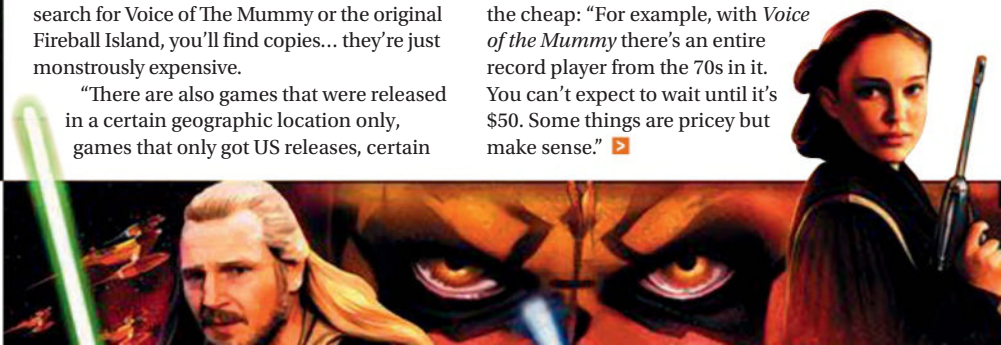 search for Voice of The Mummy or the original
Fireball Island, you'll find copies… they're just
monstrously expensive.
“There are also games that were released
in a certain geographic location only,
games that only got US releases, certain
the cheap: “For example, with Voice
of the Mummy there's an entire
record player from the 70s in it.
You can't expect to wait until it's
$50. Some things are pricey but
make sense.”